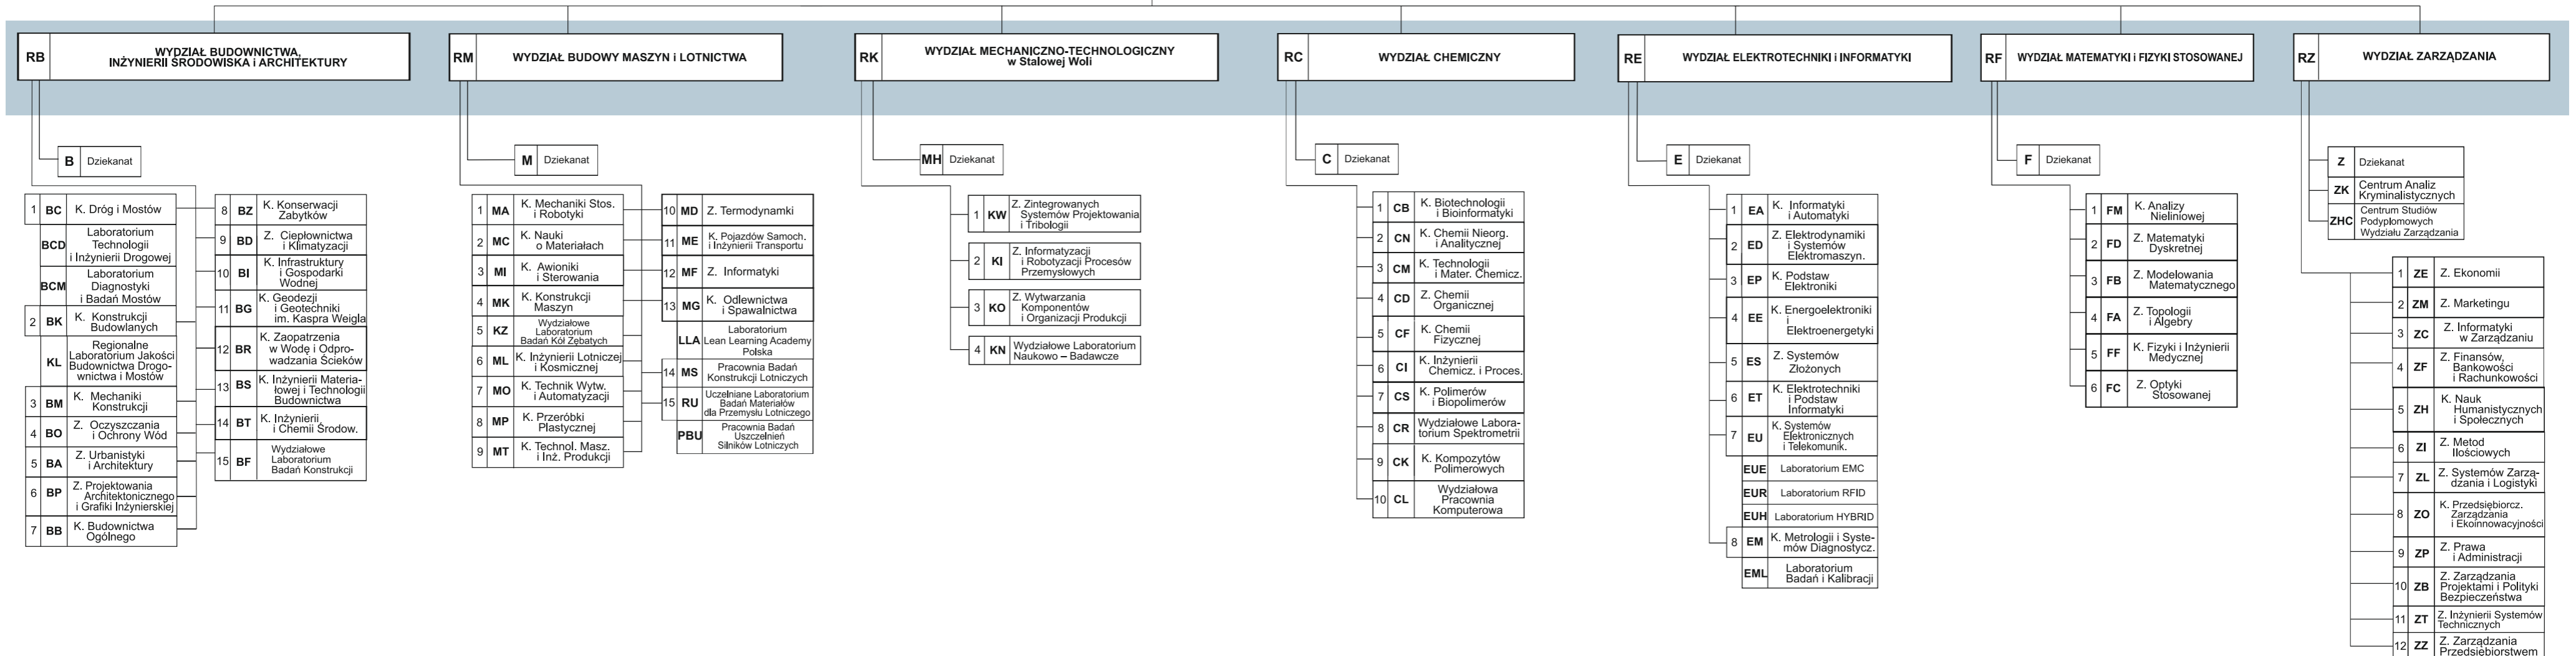 RB
WYDZIAŁ BUDOWNICTWA,
INŻYNIERII ŚRODOWISKA i ARCHITEKTURY
B Dziekanat
1 BC K. Dróg i Mostów
BCD Laboratorium
Technologii
i Inżynierii Drogowej
BCM Laboratorium
Diagnostyki
i Badań Mostów
2 BK K. Konstrukcji
Budowlanych
KL Regionalne
Laboratorium Jakości
Budownictwa Drogo-
wnictwa i Mostów
3 BM K. Mechaniki
Konstrukcji
4 BO Z. Oczyszczania
i Ochrony Wód
5 BA Z. Urbanistyki
i Architektury
6 BP Z. Projektowania
Architektonicznego
i Grafiki Inżynierskiej
7 BB K. Budownictwa
Ogólnego
8 BZ K. Konserwacji
Zabytków
9 BD Z. Ciepłownictwa
i Klimatyzacji
10 BI K. Infrastruktury
i Gospodarki
Wodnej
11 BG K. Geodezji
i Geotechniki
im. Kaspra Weigla
12 BR K. Zaopatrzenia
w Wodę i Odpro-
wadzania Ścieków
13 BS K. Inżynierii Materia-
łowej i Technologii
Budownictwa
14 BT K. Inżynierii
i Chemii Środow.
15 BF Wydziałowe
Laboratorium
Badań Konstrukcji
RM WYDZIAŁ BUDOWY MASZYN i LOTNICTWA
M Dziekanat
1 MA K. Mechaniki Stos.
i Robotyki
2 MC K. Nauki
o Materiałach
3 MI K. Awioniki
i Sterowania
4 MK K. Konstrukcji
Maszyn
5 KZ Wydziałowe
Laboratorium
Badań Kół Zębatych
6 ML K. Inżynierii Lotniczej
i Kosmicznej
7 MO K. Technik Wytw.
i Automatyzacji
8 MP K. Przeróbki
Plastycznej
9 MT K. Technol. Masz.
i Inż. Produkcji
10 MD Z. Termodynamki
11 ME K. Pojazdów Samoch.
i Inżynierii Transportu
12 MF Z. Informatyki
13 MG K. Odlewnictwa
i Spawalnictwa
LLA Laboratorium
Lean Learning Academy
Polska
14 MS Pracownia Badań
Konstrukcji Lotniczych
15 RU Uczelniane Laboratorium
Badań Materiałów
dla Przemysłu Lotniczego
PBU Pracownia Badań
Uszczelnień
Silników Lotniczych
RK WYDZIAŁ MECHANICZNO-TECHNOLOGICZNY
w Stalowej Woli
MH Dziekanat
1 KW Z. Zintegrowanych
Systemów Projektowania
i Tribologii
2 KI Z. Informatyzacji
i Robotyzacji Procesów
Przemysłowych
3 KO Z. Wytwarzania
Komponentów
i Organizacji Produkcji
4 KN Wydziałowe Laboratorium
Naukowo – Badawcze
RC WYDZIAŁ CHEMICZNY
C Dziekanat
1 CB K. Biotechnologii
i Bioinformatyki
2 CN K. Chemii Nieorg.
i Analitycznej
3 CM K. Technologii
i Mater. Chemicz.
4 CD Z. Chemii
Organicznej
5 CF K. Chemii
Fizycznej
6 CI K. Inżynierii
Chemicz. i Proces.
7 CS K. Polimerów
i Biopolimerów
8 CR Wydziałowe Labora-
torium Spektrometrii
9 CK K. Kompozytów
Polimerowych
10 CL Wydziałowa
Pracownia
Komputerowa
RE WYDZIAŁ ELEKTROTECHNIKI i INFORMATYKI
E Dziekanat
1 EA K. Informatyki
i Automatyki
2 ED Z. Elektrodynamiki
i Systemów
Elektromaszyn.
3 EP K. Podstaw
Elektroniki
4 EE K. Energoelektroniki
i
Elektroenergetyki
5 ES Z. Systemów
Złożonych
6 ET K. Elektrotechniki
i Podstaw
Informatyki
7 EU K. Systemów
Elektronicznych
i Telekomunik.
EUE Laboratorium EMC
EUR Laboratorium RFID
EUH Laboratorium HYBRID
8 EM K. Metrologii i Syste-
mów Diagnostycz.
EML Laboratorium
Badań i Kalibracji
RF WYDZIAŁ MATEMATYKI i FIZYKI STOSOWANEJ
F Dziekanat
1 FM K. Analizy
Nieliniowej
2 FD Z. Matematyki
Dyskretnej
3 FB Z. Modelowania
Matematycznego
4 FA Z. Topologii
i Algebry
5 FF K. Fizyki i Inżynierii
Medycznej
6 FC Z. Optyki
Stosowanej
RZ WYDZIAŁ ZARZĄDZANIA
Z Dziekanat
ZK Centrum Analiz
Kryminalistycznych
ZHC Centrum Studiów
Podyplomowych
Wydziału Zarządzania
1 ZE Z. Ekonomii
2 ZM Z. Marketingu
3 ZC Z. Informatyki
w Zarządzaniu
4 ZF Z. Finansów,
Bankowości
i Rachunkowości
5 ZH K. Nauk
Humanistycznych
i Społecznych
6 ZI Z. Metod
Ilościowych
7 ZL Z. Systemów Zarzą-
dzania i Logistyki
8 ZO K. Przedsiębiorcz.
Zarządzania
i Ekoinnowacyjności
9 ZP Z. Prawa
i Administracji
10 ZB Z. Zarządzania
Projektami i Polityki
Bezpieczeństwa
11 ZT Z. Inżynierii Systemów
Technicznych
12 ZZ Z. Zarządzania
Przedsiębiorstwem